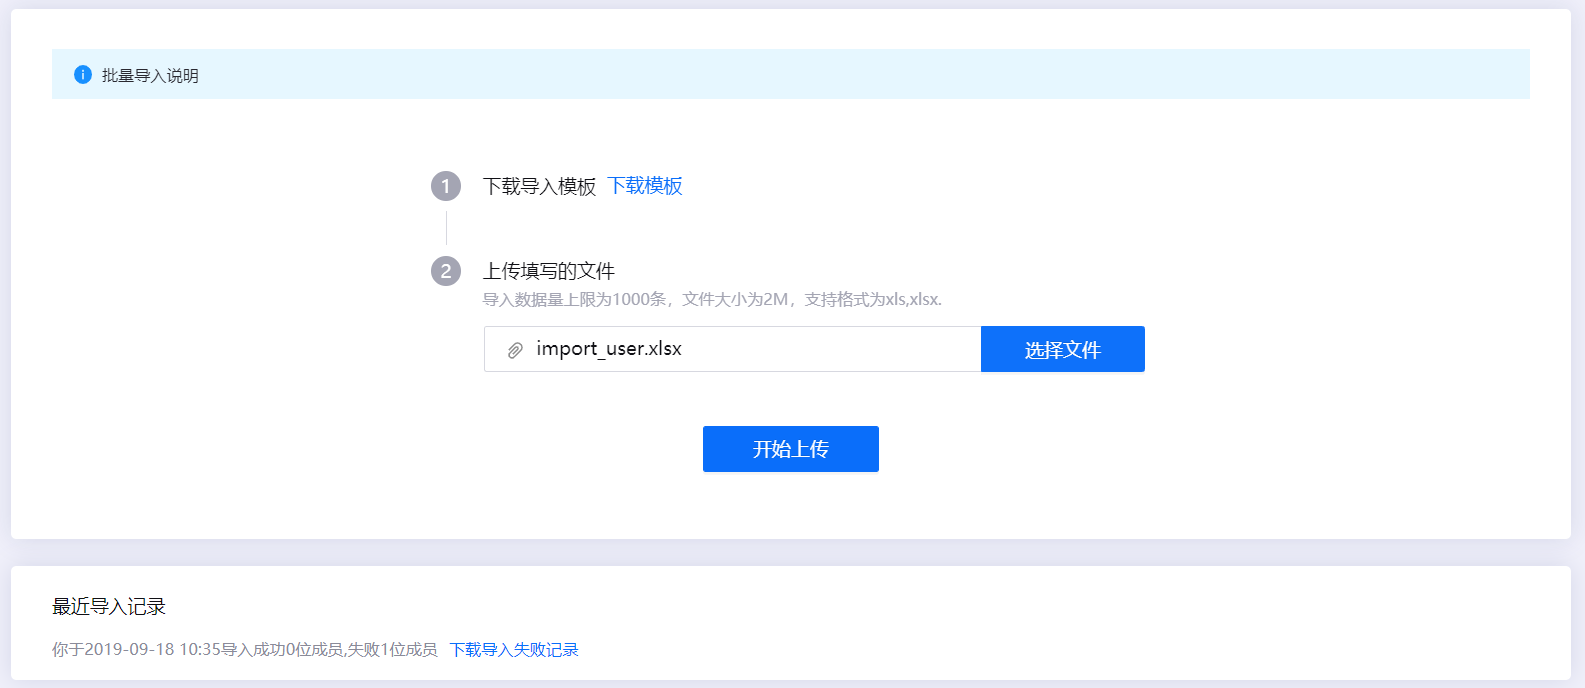 批量导入说明
1 下载导入模板 下载模板
2 上传填写的文件
导入数据量上限为1000条，文件大小为2M，支持格式为xls,xlsx.
import_user.xlsx 选择文件
开始上传
最近导入记录
你于2019-09-18 10:35导入成功0位成员,失败1位成员 下载导入失败记录